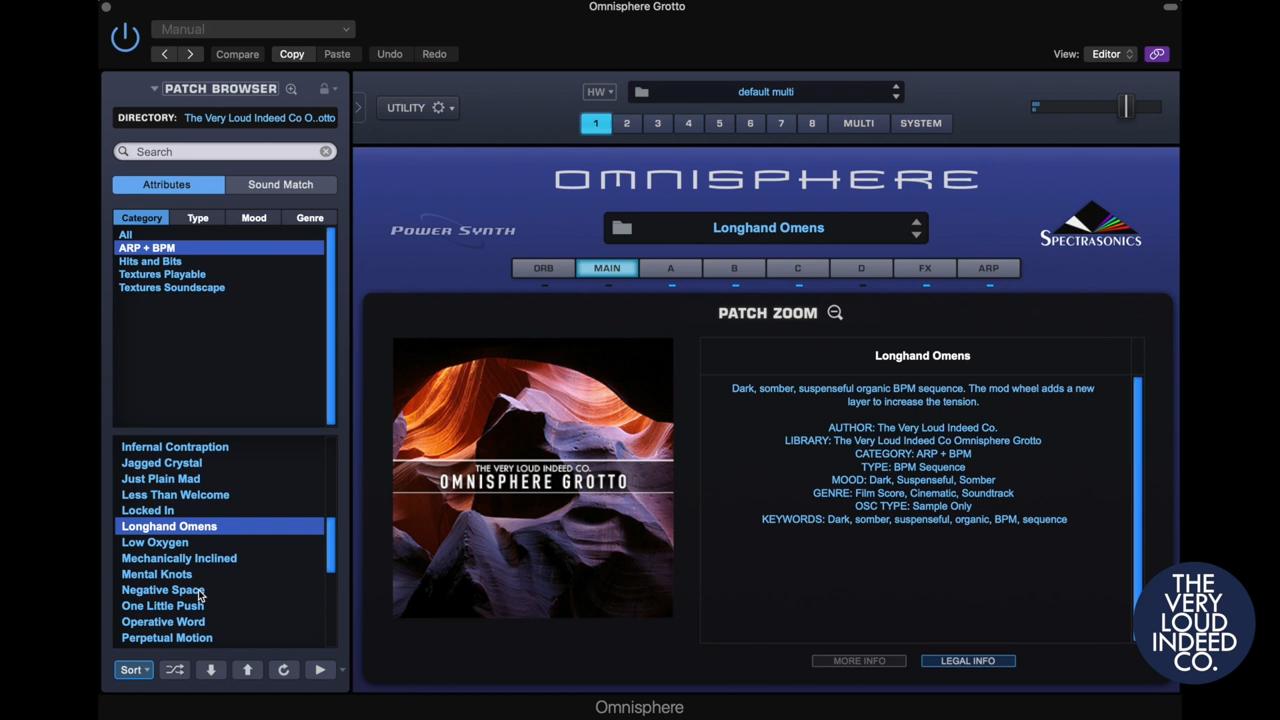 Omnisphere Grotto
Manual
Compare
Copy
Paste
Undo
Redo
View:
Editor
PATCH BROWSER
DIRECTORY: The Very Loud Indeed Co O..otto
Search
Attributes
Sound Match
Category
Type
Mood
Genre
All
ARP + BPM
Hits and Bits
Textures Playable
Textures Soundscape
Infernal Contraption
Jagged Crystal
Just Plain Mad
Less Than Welcome
Locked In
Longhand Omens
Low Oxygen
Mechanically Inclined
Mental Knots
Negative Space
One Little Push
Operative Word
Perpetual Motion
Sort
UTILITY
HW
default multi
1
2
3
4
5
6
7
8
MULTI
SYSTEM
OMNISPHERE
POWER SYNTH
Longhand Omens
SPECTRASONICS
ORB
MAIN
A
B
C
D
FX
ARP
PATCH ZOOM
THE VERY LOUD INDEED CO.
OMNISPHERE GROTTO
Longhand Omens
Dark, somber, suspenseful organic BPM sequence. The mod wheel adds a new
layer to increase the tension.
AUTHOR: The Very Loud Indeed Co.
LIBRARY: The Very Loud Indeed Co Omnisphere Grotto
CATEGORY: ARP + BPM
TYPE: BPM Sequence
MOOD: Dark, Suspenseful, Somber
GENRE: Film Score, Cinematic, Soundtrack
OSC TYPE: Sample Only
KEYWORDS: Dark, somber, suspenseful, organic, BPM, sequence
MORE INFO
LEGAL INFO
THE
VERY
LOUD
INDEED
CO.
Omnisphere